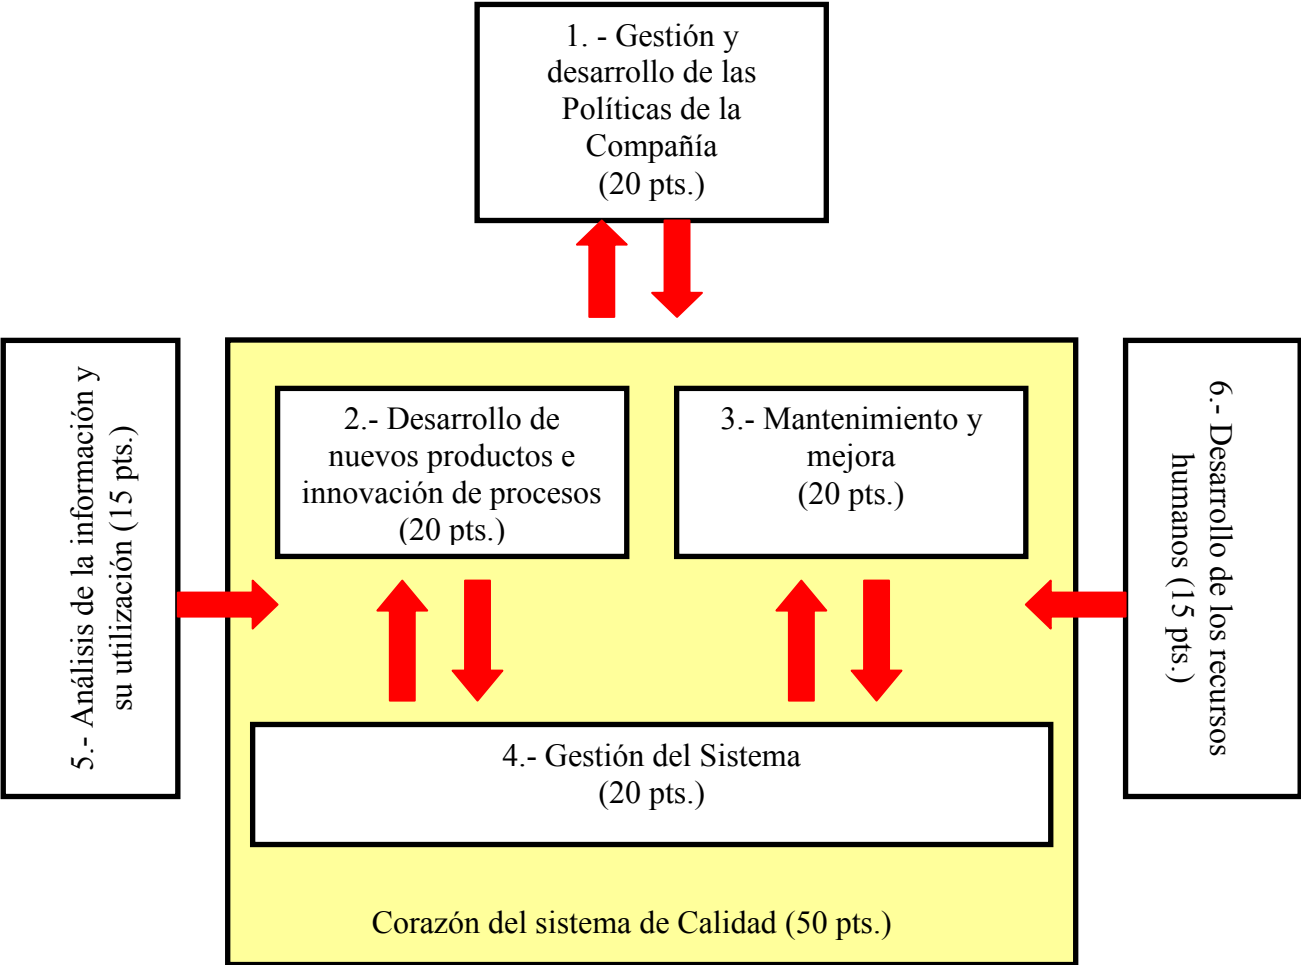 1. - Gestión y
desarrollo de las
Políticas de la
Compañía
(20 pts.)
2.- Desarrollo de
nuevos productos e
innovación de procesos
(20 pts.)
3.- Mantenimiento y
mejora
(20 pts.)
4.- Gestión del Sistema
(20 pts.)
Corazón del sistema de Calidad (50 pts.)
5.- Análisis de la información y
su utilización (15 pts.)
6.- Desarrollo de los recursos
humanos (15 pts.)